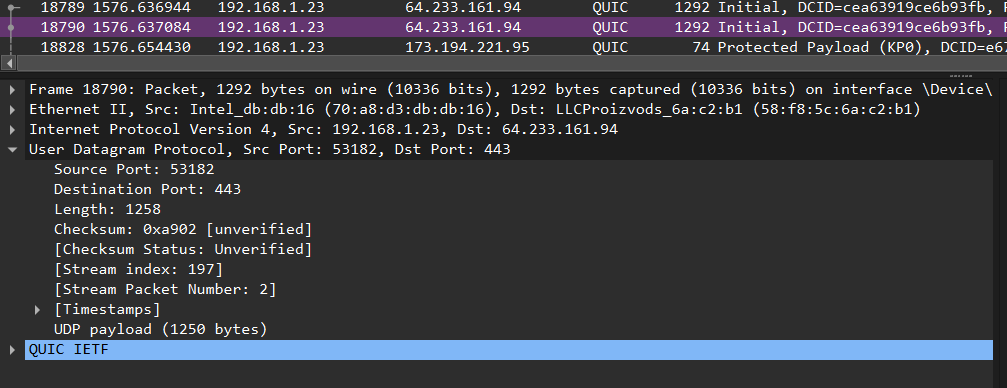 18789 1576.636944 192.168.1.23 64.233.161.94 QUIC 1292 Initial, DCID=cea63919ce6b93fb,
18790 1576.637084 192.168.1.23 64.233.161.94 QUIC 1292 Initial, DCID=cea63919ce6b93fb,
18828 1576.654430 192.168.1.23 173.194.221.95 QUIC 74 Protected Payload (KP0), DCID=e67
Frame 18790: Packet, 1292 bytes on wire (10336 bits), 1292 bytes captured (10336 bits) on interface \Device\
Ethernet II, Src: Intel_db:db:16 (70:a8:d3:db:db:16), Dst: LLCProizvods_6a:c2:b1 (58:f8:5c:6a:c2:b1)
Internet Protocol Version 4, Src: 192.168.1.23, Dst: 64.233.161.94
User Datagram Protocol, Src Port: 53182, Dst Port: 443
Source Port: 53182
Destination Port: 443
Length: 1258
Checksum: 0xa902 [unverified]
[Checksum Status: Unverified]
[Stream index: 197]
[Stream Packet Number: 2]
[Timestamps]
UDP payload (1250 bytes)
QUIC IETF